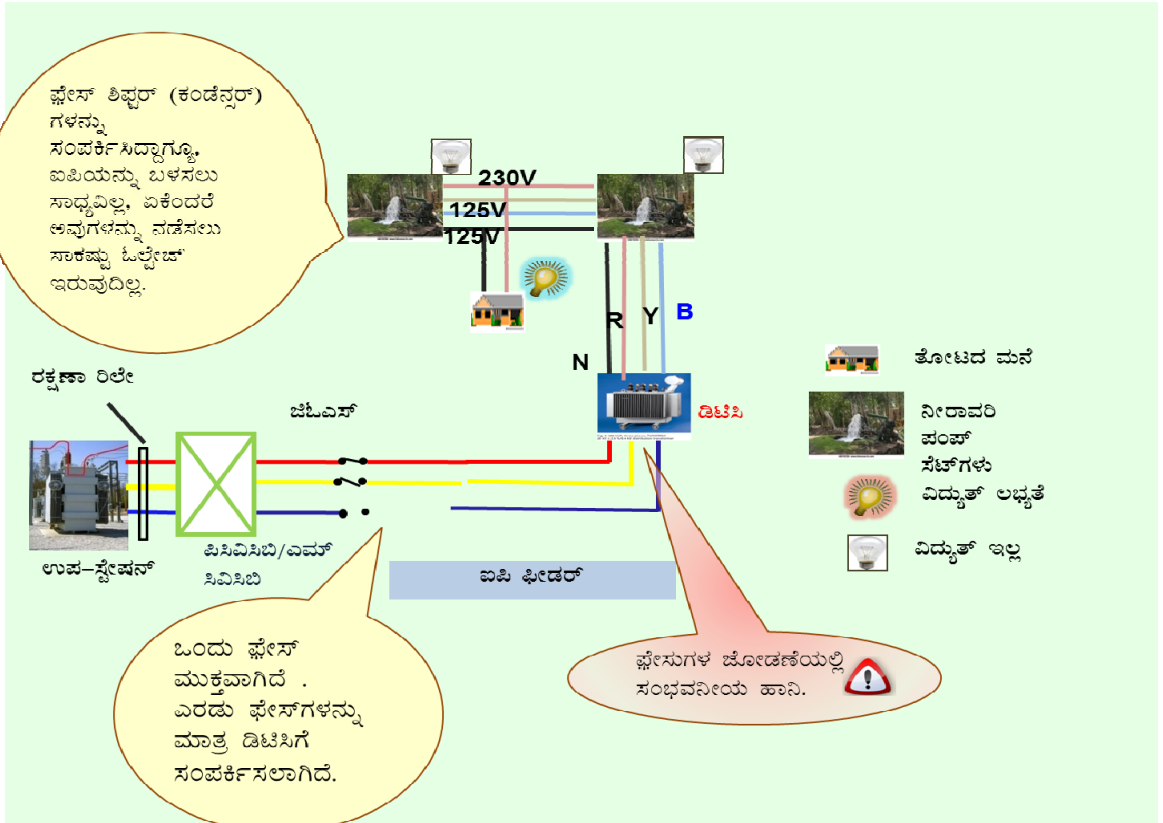 ಫ಼ೇಸ್ ಶಿಫ್ಟರ್ (ಕಂಡೆನ್ಸರ್)
ಗಳನ್ನು
ಸಂಪರ್ಕಿಸಿದ್ದಾಗ್ಯೂ,
ಐಪಿಯನ್ನು ಬಳಸಲು
ಸಾಧ್ಯವಿಲ್ಲ, ಏಕೆಂದರೆ
ಅವುಗಳನ್ನು ನಡೆಸಲು
ಸಾಕಷ್ಟು ಓಲ್ಟೇಜ್
ಇರುವುದಿಲ್ಲ.
230V
125V
125V
R
Y
B
N
ಡಿಟಿಸಿ
ರಕ್ಷಣಾ ರಿಲೇ
ಜಿಓಎಸ್
ಉಪ–ಸ್ಟೇಷನ್
ಪಿಸಿವಿಸಿಬಿ/ಎಮ್
ಸಿವಿಸಿಬಿ
ಐಪಿ ಫೀಡರ್
ತೋಟದ ಮನೆ
ನೀರಾವರಿ
ಪಂಪ್
ಸೆಟ್‌ಗಳು
ವಿದ್ಯುತ್ ಲಭ್ಯತೆ
ವಿದ್ಯುತ್ ಇಲ್ಲ
ಒಂದು ಫ಼ೇಸ್
ಮುಕ್ತವಾಗಿದೆ .
ಎರಡು ಫೇಸ್‌ಗಳನ್ನು
ಮಾತ್ರ ಡಿಟಿಸಿಗೆ
ಸಂಪರ್ಕಿಸಲಾಗಿದೆ.
ಫ಼ೇಸುಗಳ ಜೋಡಣೆಯಲ್ಲಿ
ಸಂಭವನೀಯ ಹಾನಿ.